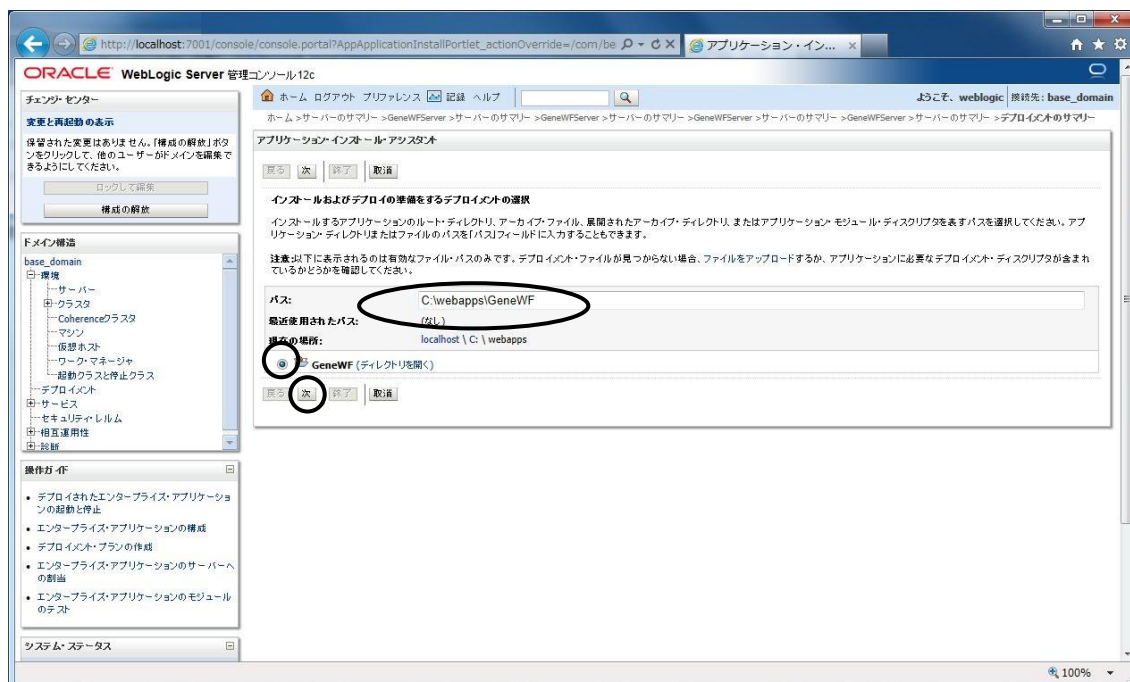 http://localhost:7001/console/console.portal?AppApplicationInstallPortlet_actionOverride=/com/be
アプリケーション・イン...
ORACLE WebLogic Server 管理コンソール12c
チェンジ・センター
変更と再起動の表示
保留された変更はありません。「構成の解放」ボタ
ンをクリックして、他のユーザーがドメインを編集で
きるようにしてください。
ロックして編集
構成の解放
ドメイン構造
base_domain
環境
サーバー
クラスタ
Coherenceクラスタ
マシン
仮想ホスト
ワーク・マネージャ
起動クラスと停止クラス
デプロイメント
サービス
セキュリティ・レルム
相互運用性
診断
操作ガイド
デプロイされたエンタープライズ・アプリケーショ
ンの起動と停止
エンタープライズ・アプリケーションの構成
デプロイメント・プランの作成
エンタープライズ・アプリケーションのサーバーへ
の割当
エンタープライズ・アプリケーションのモジュール
のテスト
システム・ステータス
ホーム ログアウト プリファレンス 記録 ヘルプ
ようこそ、weblogic 接続先: base_domain
ホーム >サーバーのサマリー >GeneWFServer >サーバーのサマリー >GeneWFServer >サーバーのサマリー >GeneWFServer >サーバーのサマリー >GeneWFServer >サーバーのサマリー >デプロイメントのサマリー
アプリケーション・インストール・アシスタント
戻る 次 終了 取消
インストールおよびデプロイの準備をするデプロイメントの選択
インストールするアプリケーションのルート・ディレクトリ、アーカイブ・ファイル、展開されたアーカイブ・ディレクトリ、またはアプリケーション・モジュール・ディスクリプタを表すパスを選択してください。アプ
リケーション・ディレクトリまたはファイルのパスを「パス」フィールドに入力することもできます。
注意:以下に表示されるのは有効なファイル・パスのみです。デプロイメント・ファイルが見つからない場合、ファイルをアップロードするか、アプリケーションに必要なデプロイメント・ディスクリプタが含まれ
ているかどうかを確認してください。
パス: C:\webapps\GeneWF
最近使用されたパス: (なし)
現在の場所: localhost \ C: \ webapps
GeneWF (ディレクトリを開く)
戻る 次 終了 取消
100%